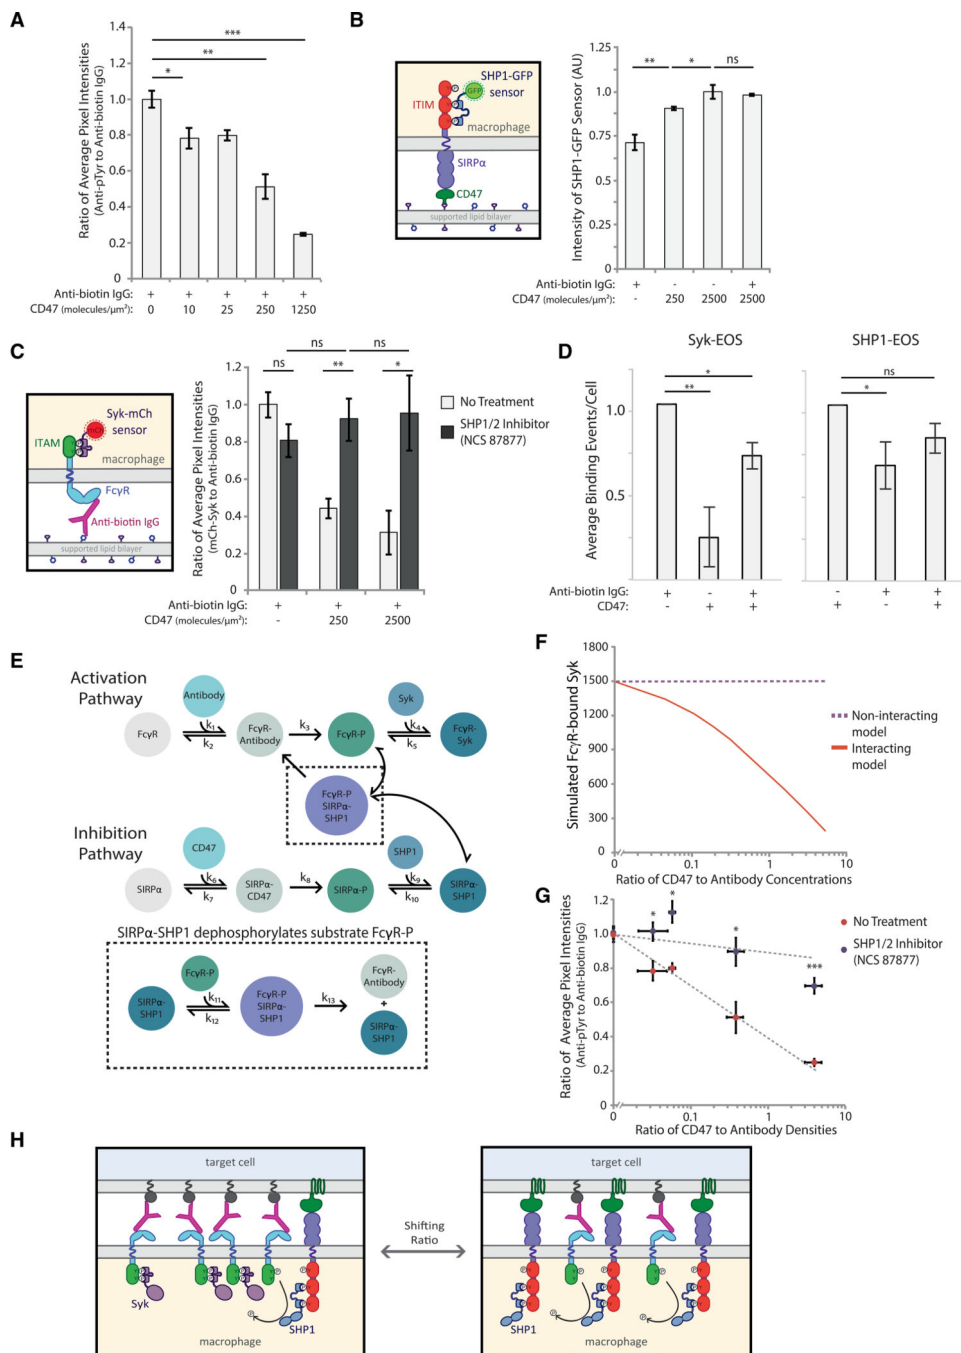 A
1.4
***
1.2
**
*
1.0
0.8
0.6
0.4
0.2
0
Ratio of Average Pixel Intensities
(Anti-pTyr to Anti-biotin IgG)
Anti-biotin IgG: + + + + +
CD47 (molecules/µm²): 0 10 25 250 1250
B
SHP1-GFP
sensor
GFP
ITIM
P
macrophage
SIRPα
CD47
supported lipid bilayer
Intensity of SHP1-GFP Sensor (AU)
1.25
** * ns
1.0
0.75
0.5
0.25
0
Anti-biotin IgG: + - - +
CD47 (molecules/µm²): - 250 2500 2500
C
Syk-mCh
sensor
mCh
ITAM
macrophage
FcγR
Anti-biotin IgG
supported lipid bilayer
Ratio of Average Pixel Intensities
(mCh-Syk to Anti-biotin IgG)
ns ns
1.2
ns ** *
1.0
0.8
0.6
0.4
0.2
0
No Treatment
SHP1/2 Inhibitor
(NCS 87877)
Anti-biotin IgG: + + +
CD47 (molecules/µm²): - 250 2500
D
Syk-EOS SHP1-EOS
Average Binding Events/Cell
* ns
** *
1.0
0.5
Anti-biotin IgG: + - + - + +
CD47: - + + + - +
E
Activation
Pathway
Antibody
Syk
FcγR
k₁
k₂
FcγR-
Antibody
k₃
FcγR-P
k₄
k₅
FcγR-
Syk
FcγR-P
SIRPα-
SHP1
Inhibition
Pathway
CD47
SHP1
SIRPα
k₆
k₇
SIRPα-
CD47
k₈
SIRPα-P
k₉
k₁₀
SIRPα-
SHP1
SIRPα-SHP1 dephosphorylates substrate FcγR-P
FcγR-P
SIRPα-
SHP1
k₁₁
k₁₂
FcγR-P
SIRPα-
SHP1
k₁₃
FcγR-
Antibody
+
SIRPα-
SHP1
F
Simulated FcγR-bound Syk
1800
1500
1200
900
600
300
0
0 0.1 1 10
Ratio of CD47 to Antibody Concentrations
Non-interacting
model
Interacting
model
G
Ratio of Average Pixel Intensities
(Anti-pTyr to Anti-biotin IgG)
1.2
1.0
0.8
0.6
0.4
0.2
0
* * * ***
0 0.1 1 10
Ratio of CD47 to Antibody Densities
No Treatment
SHP1/2 Inhibitor
(NCS 87877)
H
target cell
Syk
P
SHP1
macrophage
Shifting
Ratio
target cell
P
SHP1
macrophage